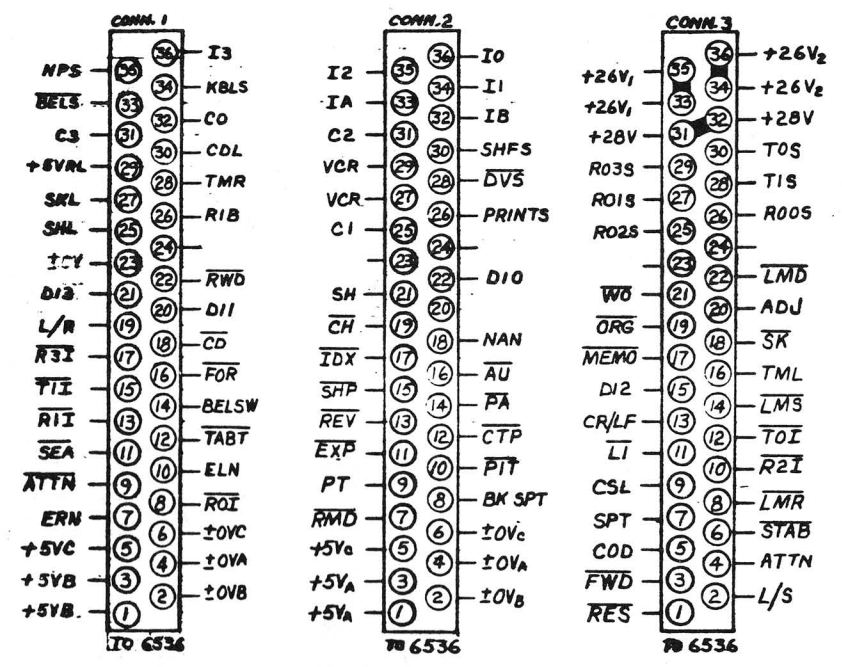 CONN. 1
36 I3
NPS 35
34 KBLS
BELS 33
32 CO
C3 31
30 CDL
+5VRL 29
28 TMR
SKL 27
26 RIB
SHL 25
24
23
22 RWD
D13 21
20 D11
L/R 19
18 CD
R3I 17
16 FOR
T1I 15
14 BELSW
R1I 13
12 TABT
SEA 11
10 ELN
ATTN 9
8 ROI
ERN 7
6 ±0VC
+5VC 5
4 ±0VA
+5VB 3
2 ±0VB
+5VB 1
TO 6536
CONN. 2
36 I0
I2 35
34 I1
IA 33
32 IB
C2 31
30 SHFS
VCR 29
28 DVS
VCR 27
26 PRINTS
C1 25
24
23
22 D10
SH 21
20
CH 19
18 NAN
IDX 17
16 AU
SHP 15
14 PA
REV 13
12 CTP
EXP 11
10 PIT
PT 9
8 BK SPT
RMD 7
6 ±0VC
+5VC 5
4 ±0VA
+5VA 3
2 ±0VB
+5VA 1
TO 6536
CONN. 3
36 +26V2
+26V1 35
34 +26V2
+26V1 33
32 +28V
+28V 31
30 T0S
R03S 29
28 T1S
R01S 27
26 R00S
R02S 25
24
23
22 LMD
WO 21
20 ADJ
ORG 19
18 SK
MEMO 17
16 TML
D12 15
14 LMS
CR/LF 13
12 TOI
L1 11
10 R2I
CSL 9
8 LMR
SPT 7
6 STAB
COD 5
4 ATTN
FWD 3
2 L/S
RES 1
TO 6536